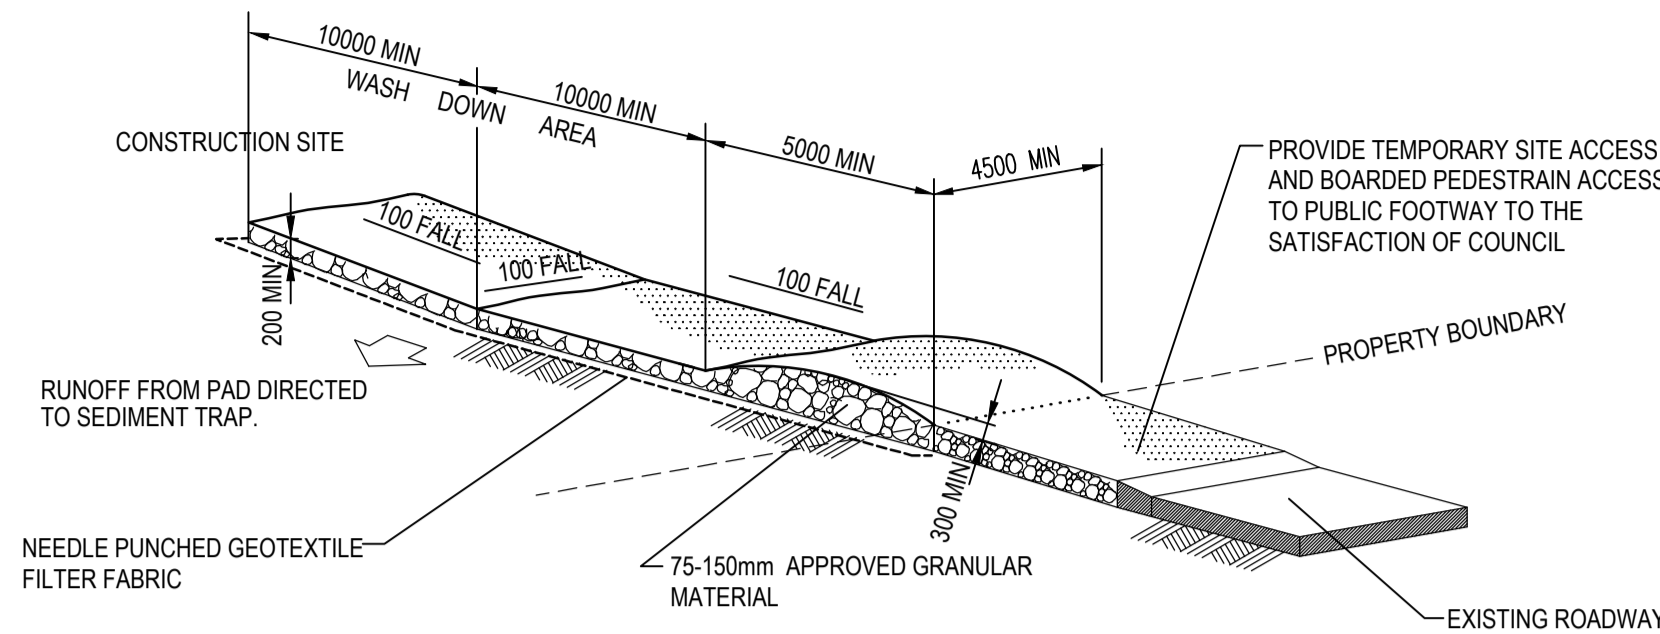 10000 MIN
WASH DOWN AREA
10000 MIN
5000 MIN
4500 MIN
CONSTRUCTION SITE
PROVIDE TEMPORARY SITE ACCESS
AND BOARDED PEDESTRAIN ACCESS
TO PUBLIC FOOTWAY TO THE
SATISFACTION OF COUNCIL
100 FALL
100 FALL
100 FALL
200 MIN
PROPERTY BOUNDARY
RUNOFF FROM PAD DIRECTED
TO SEDIMENT TRAP.
300 MIN
NEEDLE PUNCHED GEOTEXTILE
FILTER FABRIC
75-150mm APPROVED GRANULAR
MATERIAL
EXISTING ROADWAY